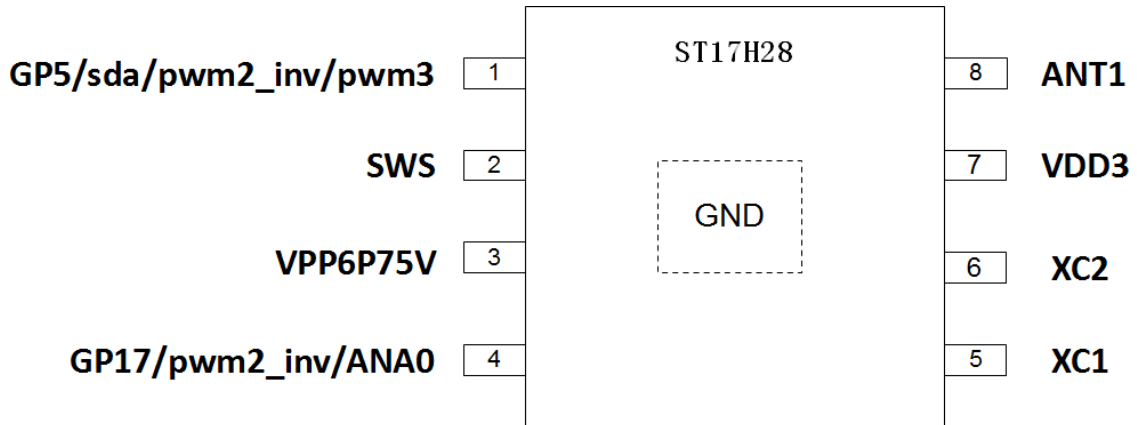 ST17H28
GP5/sda/pwm2_inv/pwm3 1
8 ANT1
SWS 2
7 VDD3
GND
VPP6P75V 3
6 XC2
GP17/pwm2_inv/ANA0 4
5 XC1